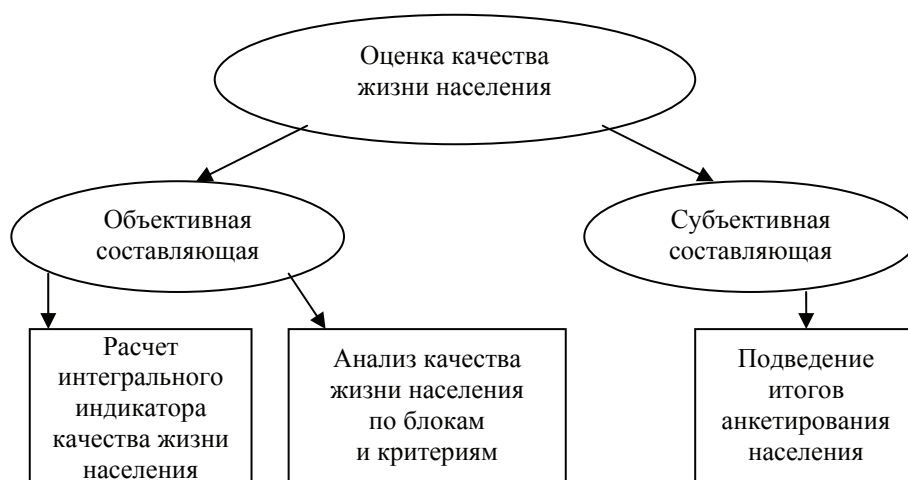 Оценка качества
жизни населения
Объективная
составляющая
Субъективная
составляющая
Расчет
интегрального
индикатора
качества жизни
населения
Анализ качества
жизни населения
по блокам
и критериям
Подведение
итогов
анкетирования
населения